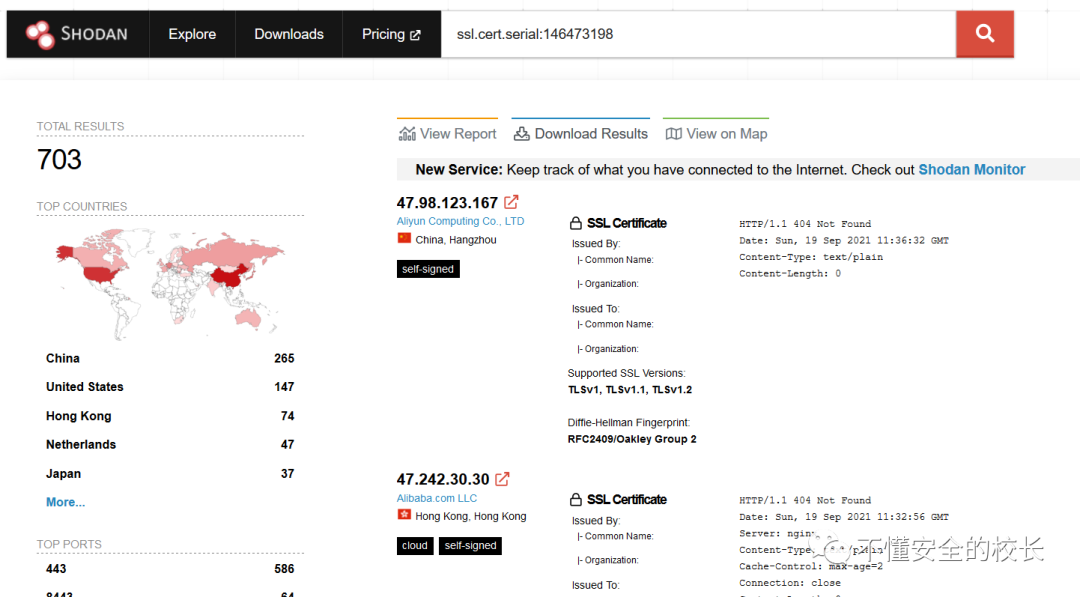 SHODAN Explore Downloads Pricing ssl.cert.serial:146473198
TOTAL RESULTS
703
TOP COUNTRIES
China 265
United States 147
Hong Kong 74
Netherlands 47
Japan 37
More...
TOP PORTS
443 586
8443 64
View Report Download Results View on Map
New Service: Keep track of what you have connected to the Internet. Check out Shodan Monitor
47.98.123.167
Aliyun Computing Co., LTD
China, Hangzhou
self-signed
SSL Certificate
Issued By:
|- Common Name:
|- Organization:
Issued To:
|- Common Name:
|- Organization:
Supported SSL Versions:
TLSv1, TLSv1.1, TLSv1.2
Diffie-Hellman Fingerprint:
RFC2409/Oakley Group 2
HTTP/1.1 404 Not Found
Date: Sun, 19 Sep 2021 11:36:32 GMT
Content-Type: text/plain
Content-Length: 0
47.242.30.30
Alibaba.com LLC
Hong Kong, Hong Kong
cloud self-signed
SSL Certificate
Issued By:
|- Common Name:
|- Organization:
Issued To:
HTTP/1.1 404 Not Found
Date: Sun, 19 Sep 2021 11:32:56 GMT
Server:
Cache-Control: max-age=2
Connection: close
不懂安全的校长